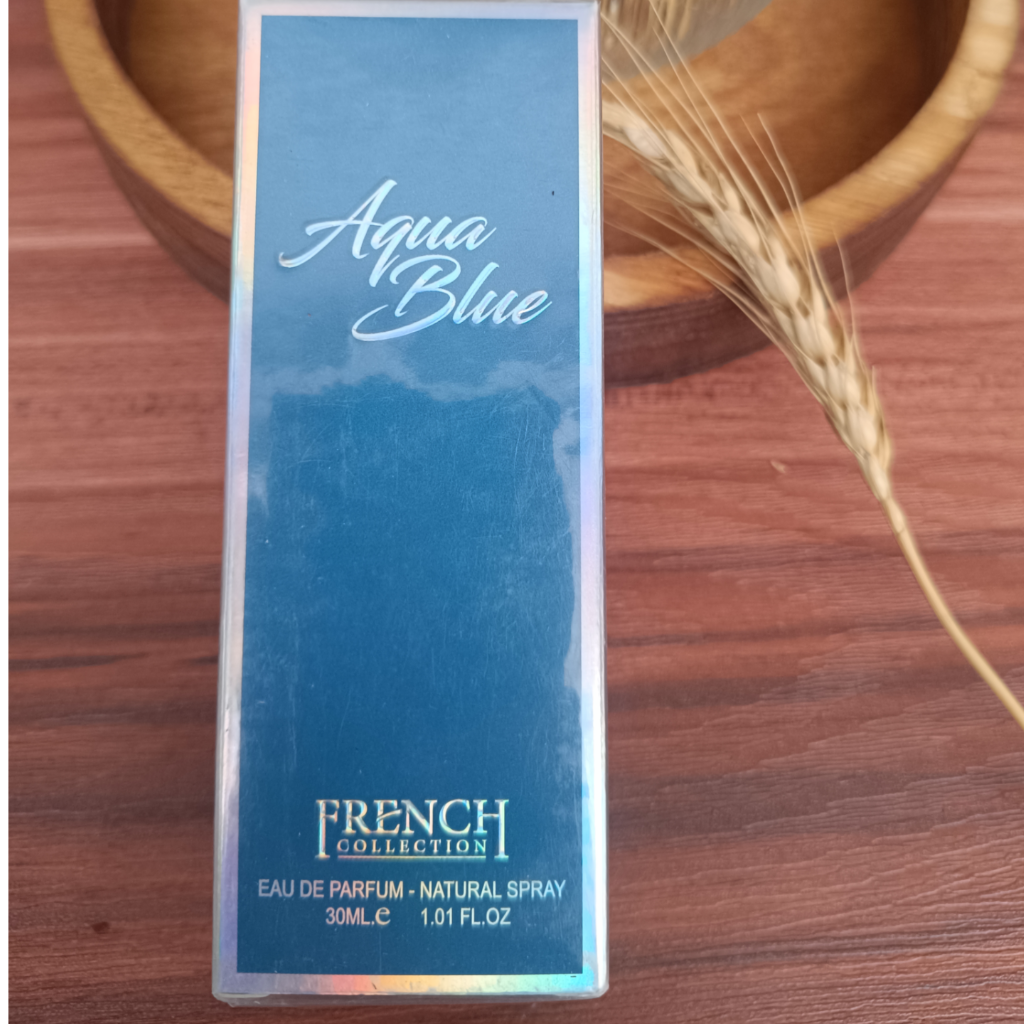 Aqua
Blue
FRENCH
COLLECTION
EAU DE PARFUM - NATURAL SPRAY
30ML.e 1.01 FL.OZ